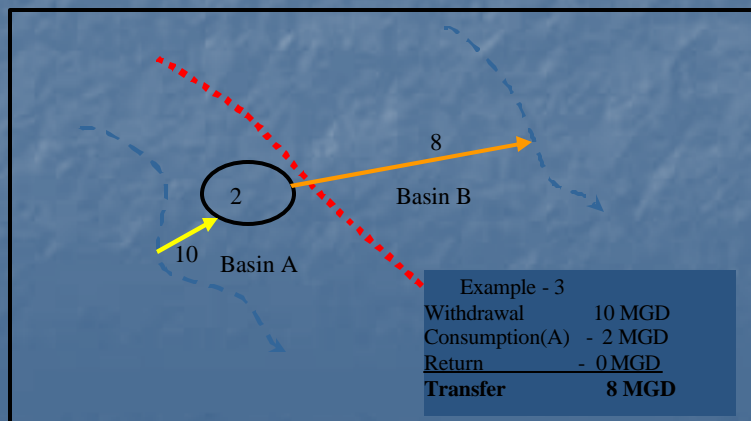 8
2
Basin B
10
Basin A
Example - 3
Withdrawal 10 MGD
Consumption(A) - 2 MGD
Return - 0 MGD
Transfer 8 MGD